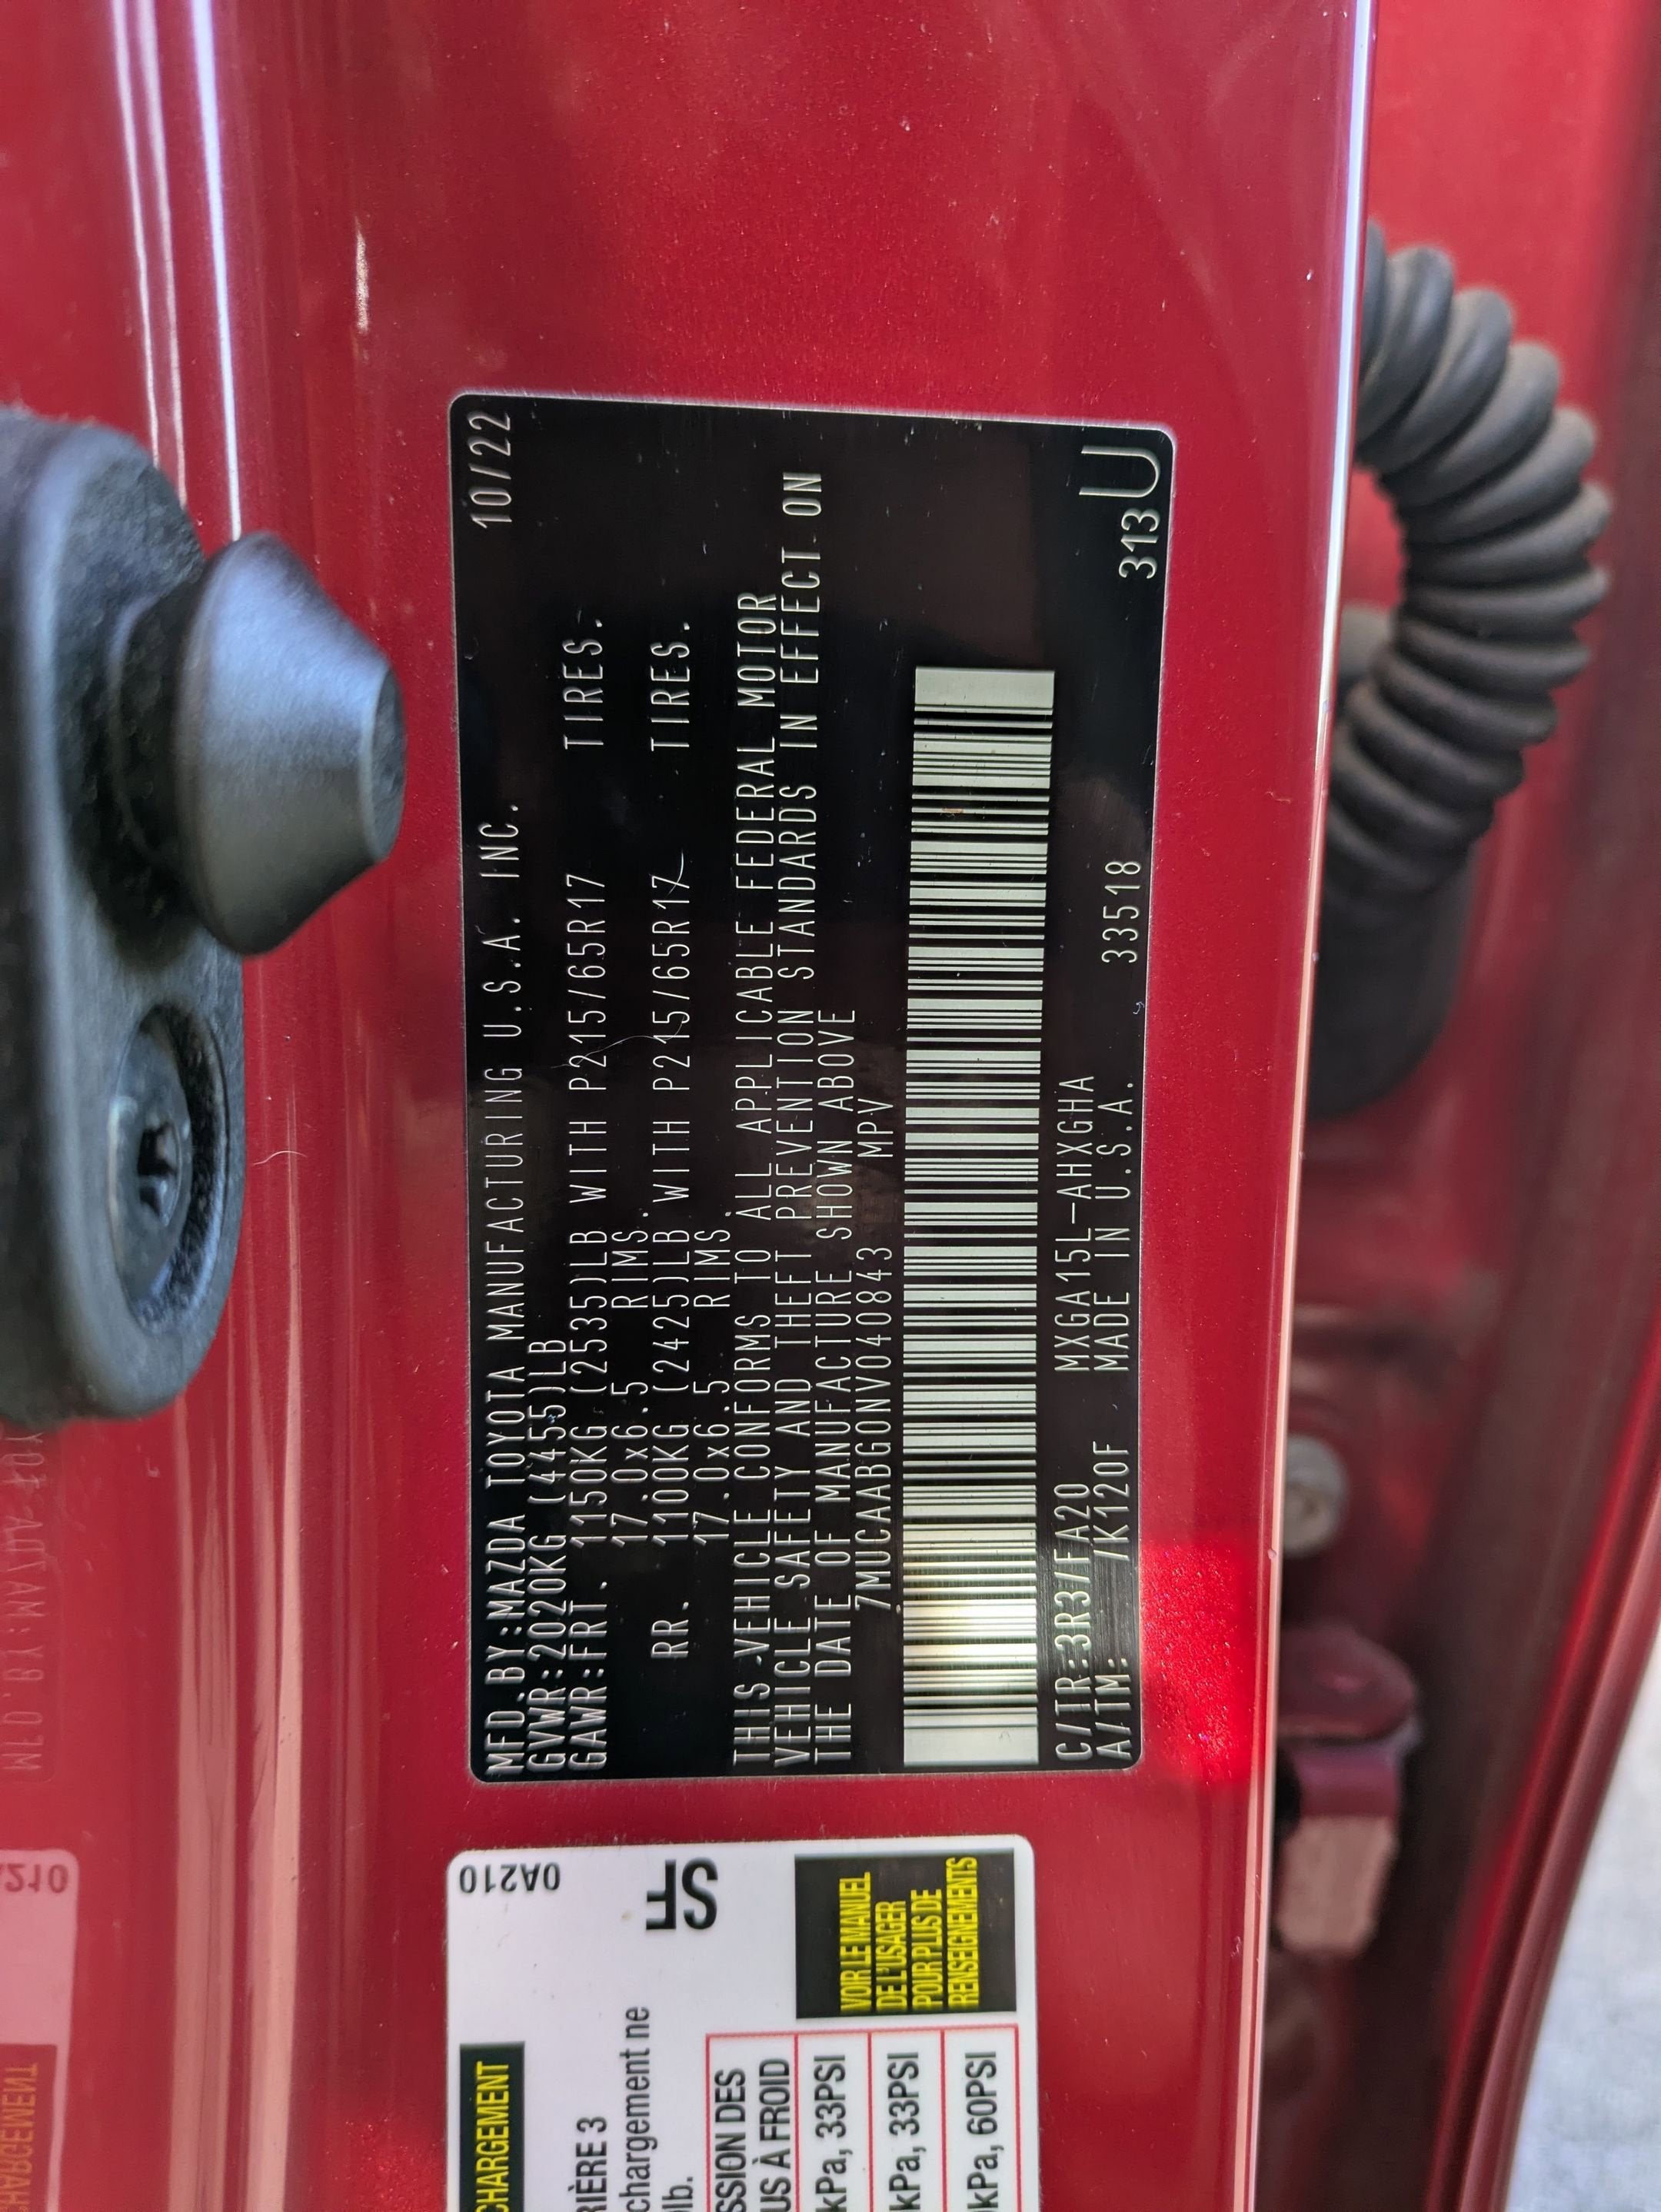 10/22
MFD.BY:MAZDA TOYOTA MANUFACTURING U.S.A. INC.
GVWR:2020KG(4455)LB
GAWR:FRT. 1150KG(2535)LB WITH P215/65R17 TIRES.
17.0x6.5 RIMS.
RR. 1100KG(2425)LB WITH P215/65R17 TIRES.
17.0x6.5 RIMS.
THIS VEHICLE CONFORMS TO ALL APPLICABLE FEDERAL MOTOR
VEHICLE SAFETY AND THEFT PREVENTION STANDARDS IN EFFECT ON
THE DATE OF MANUFACTURE SHOWN ABOVE
7MUCAABG0NV040843 MPV
C/TR:3R3/FA20 MXGA15L-AHXGHA
A/TM: /K120F MADE IN U.S.A. 33518
313 U
0A210
SF
CHARGEMENT
3
chargement ne
lb.
À FROID
kPa, 33PSI
kPa, 33PSI
kPa, 60PSI
VOIR LE MANUEL
DE L'USAGER
POUR PLUS DE
RENSEIGNEMENTS